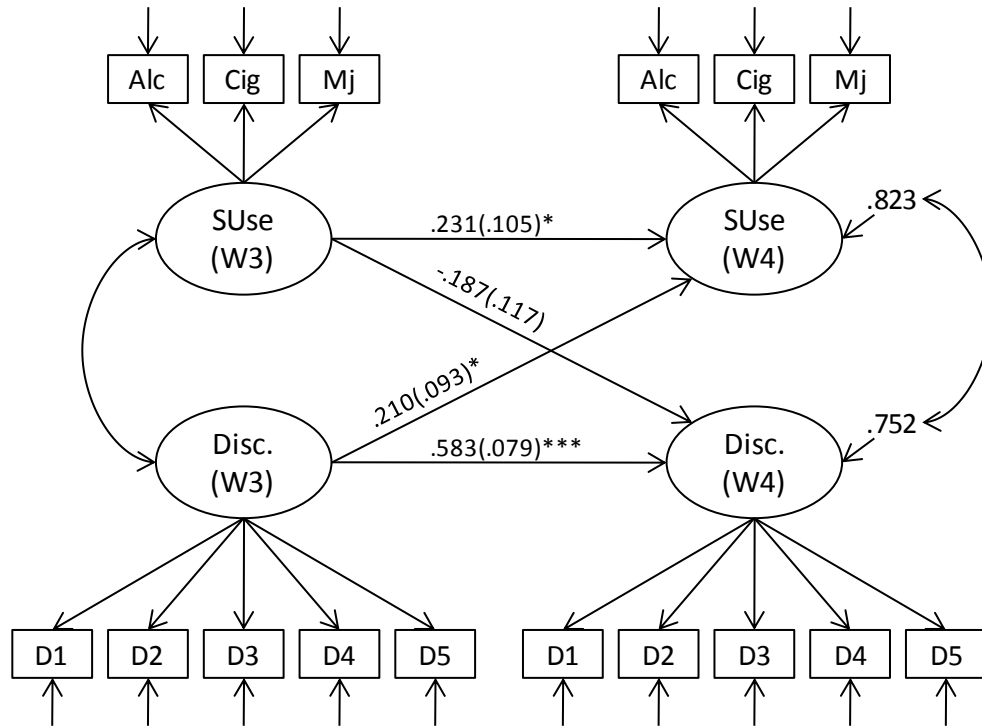 Alc Cig Mj Alc Cig Mj
SUse
(W3)
.231(.105)*
SUse
(W4)
.823
-.187(.117)
.210(.093)*
Disc.
(W3)
.583(.079)***
Disc.
(W4)
.752
D1 D2 D3 D4 D5 D1 D2 D3 D4 D5